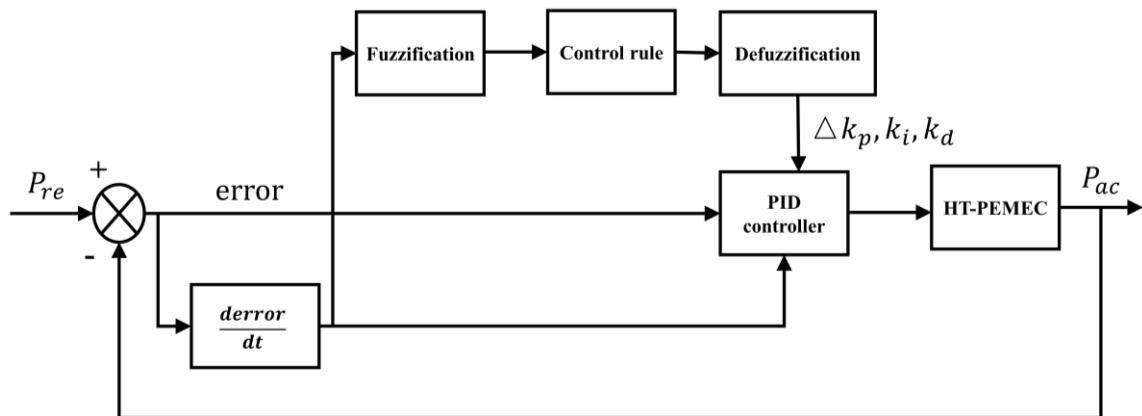 Fuzzification
Control rule
Defuzzification
△ k_p, k_i, k_d
P_re
+
error
PID
controller
HT-PEMEC
P_ac
-
derror
dt